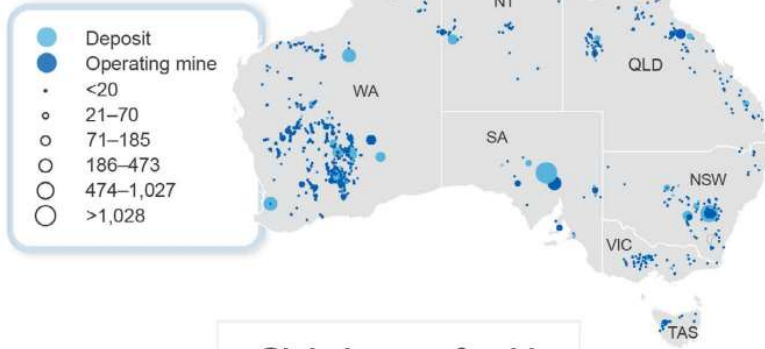 NT
Deposit
Operating mine
<20
21–70
71–185
186–473
474–1,027
>1,028
WA
QLD
SA
NSW
VIC
TAS